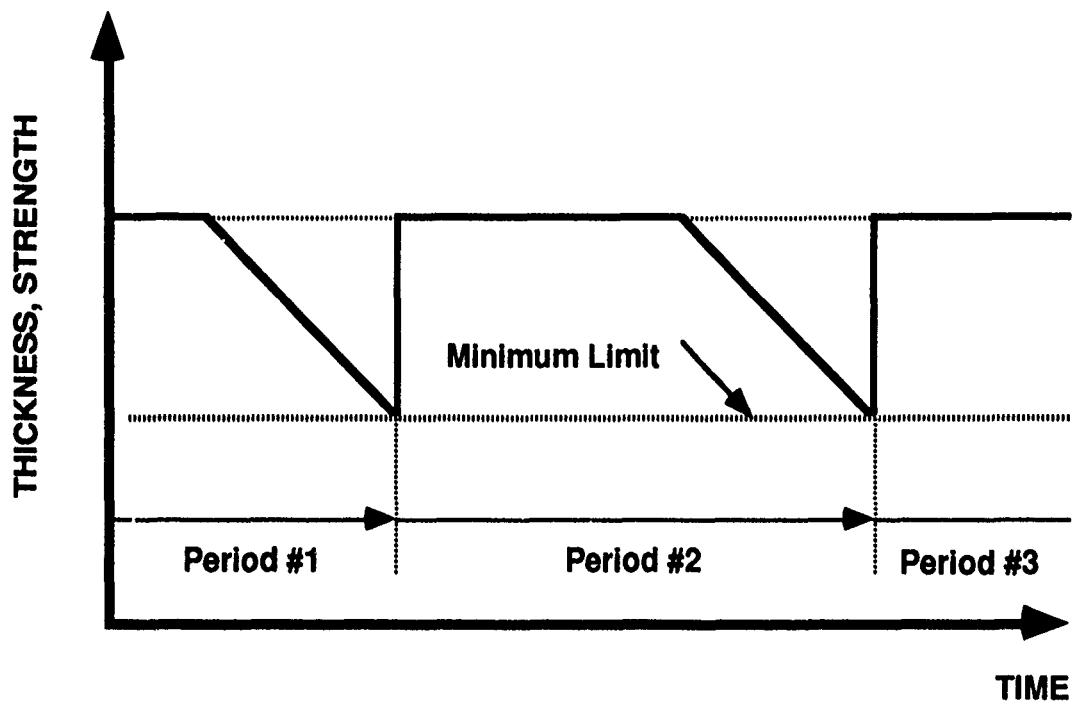 THICKNESS, STRENGTH
Minimum Limit
Period #1
Period #2
Period #3
TIME